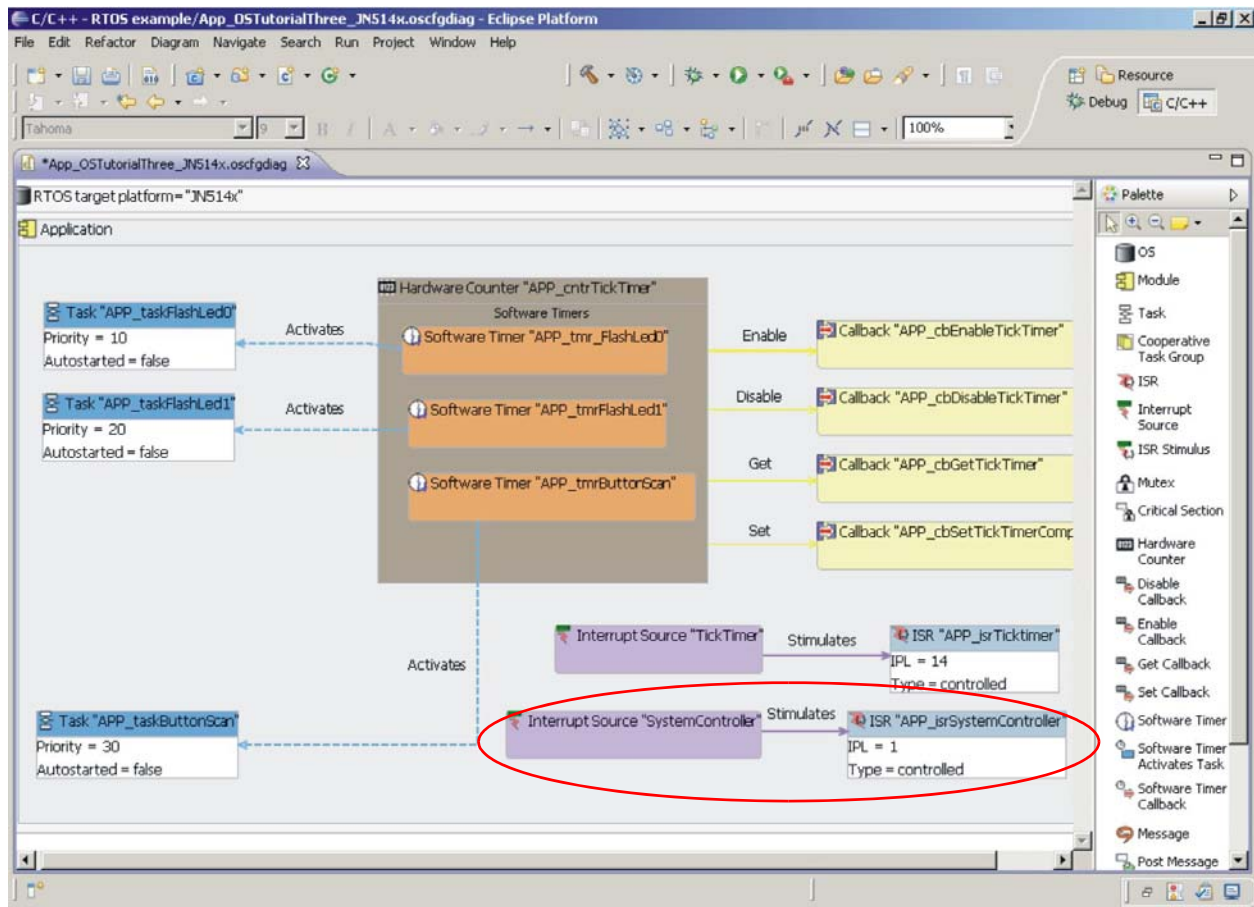 C/C++ - RTOS example/App_OSTutorialThree_JN514x.oscfgdiag - Eclipse Platform
File Edit Refactor Diagram Navigate Search Run Project Window Help
Resource
Debug C/C++
Tahoma 9 B I A 100%
*App_OSTutorialThree_JN514x.oscfgdiag
RTOS target platform="JN514x"
Application
Hardware Counter "APP_cntrTickTimer"
Software Timers
Software Timer "APP_tmr_FlashLed0"
Software Timer "APP_tmrFlashLed1"
Software Timer "APP_tmrButtonScan"
Task "APP_taskFlashLed0"
Priority = 10
Autostarted = false
Activates
Task "APP_taskFlashLed1"
Priority = 20
Autostarted = false
Activates
Enable
Callback "APP_cbEnableTickTimer"
Disable
Callback "APP_cbDisableTickTimer"
Get
Callback "APP_cbGetTickTimer"
Set
Callback "APP_cbSetTickTimerComp
Interrupt Source "TickTimer"
Stimulates
ISR "APP_isrTicktimer"
IPL = 14
Type = controlled
Activates
Task "APP_taskButtonScan"
Priority = 30
Autostarted = false
Interrupt Source "SystemController"
Stimulates
ISR "APP_isrSystemController
IPL = 1
Type = controlled
Palette
OS
Module
Task
Cooperative
Task Group
ISR
Interrupt
Source
ISR Stimulus
Mutex
Critical Section
Hardware
Counter
Disable
Callback
Enable
Callback
Get Callback
Set Callback
Software Timer
Software Timer
Activates Task
Software Timer
Callback
Message
Post Message